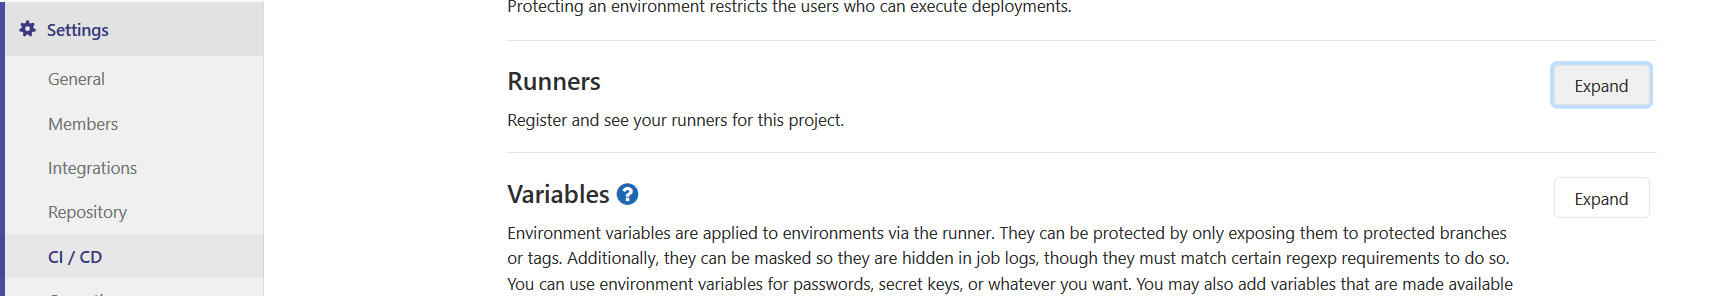 Settings
General
Members
Integrations
Repository
CI / CD
Protecting an environment restricts the users who can execute deployments.
Runners
Expand
Register and see your runners for this project.
Variables
Expand
Environment variables are applied to environments via the runner. They can be protected by only exposing them to protected branches
or tags. Additionally, they can be masked so they are hidden in job logs, though they must match certain regexp requirements to do so.
You can use environment variables for passwords, secret keys, or whatever you want. You may also add variables that are made available